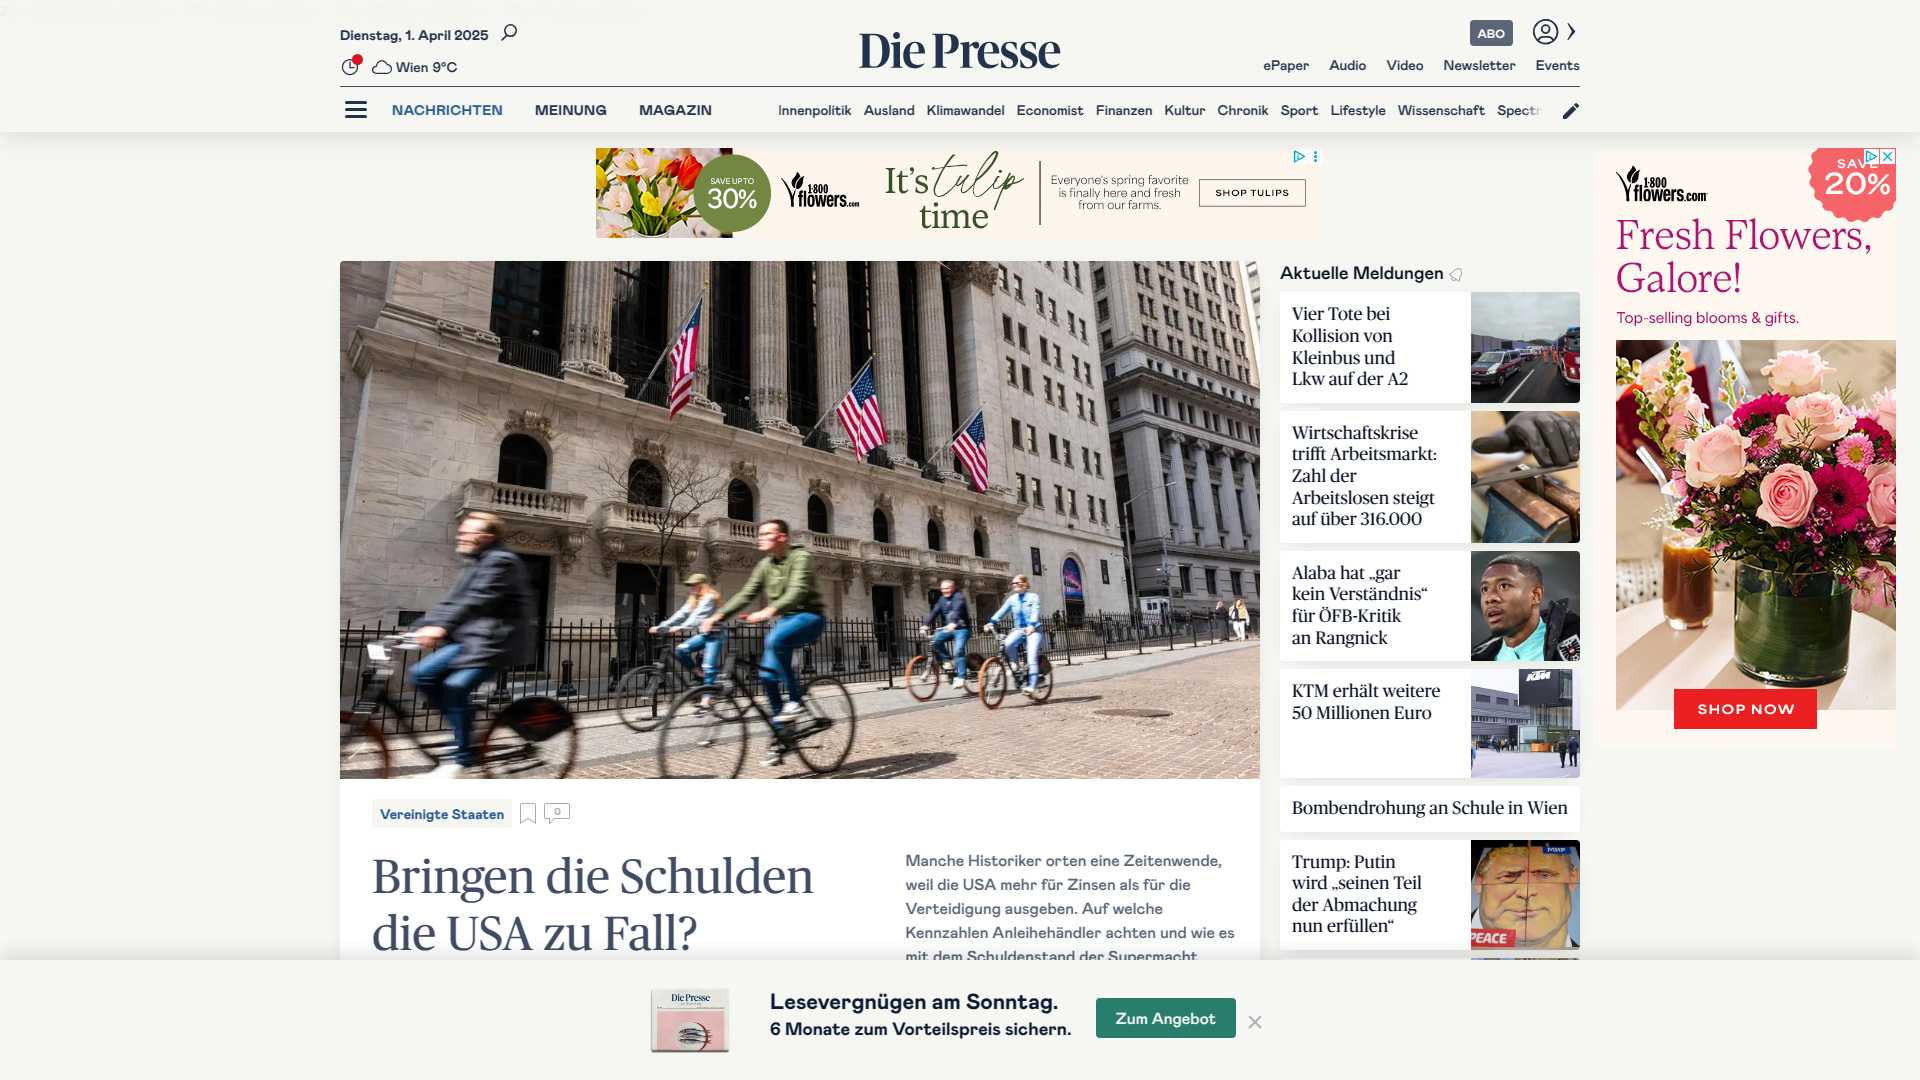 Dienstag, 1. April 2025
Wien 9°C
Die Presse
ABO
ePaper Audio Video Newsletter Events
NACHRICHTEN MEINUNG MAGAZIN
Innenpolitik Ausland Klimawandel Economist Finanzen Kultur Chronik Sport Lifestyle Wissenschaft Spectr
SAVE UP TO
30%
1-800
flowers.com
It's tulip
time
Everyone's spring favorite
is finally here and fresh
from our farms.
SHOP TULIPS
1-800
flowers.com
SAVE
20%
Fresh Flowers,
Galore!
Top-selling blooms & gifts.
SHOP NOW
Aktuelle Meldungen
Vier Tote bei
Kollision von
Kleinbus und
Lkw auf der A2
Wirtschaftskrise
trifft Arbeitsmarkt:
Zahl der
Arbeitslosen steigt
auf über 316.000
Alaba hat „gar
kein Verständnis“
für ÖFB-Kritik
an Rangnick
KTM erhält weitere
50 Millionen Euro
KTM
Bombendrohung an Schule in Wien
Trump: Putin
wird „seinen Teil
der Abmachung
nun erfüllen“
PEACE
Vereinigte Staaten
0
Bringen die Schulden
die USA zu Fall?
Manche Historiker orten eine Zeitenwende,
weil die USA mehr für Zinsen als für die
Verteidigung ausgeben. Auf welche
Kennzahlen Anleihehändler achten und wie es
mit dem Schuldenstand der Supermacht
Die Presse
Lesevergnügen am Sonntag.
6 Monate zum Vorteilspreis sichern.
Zum Angebot